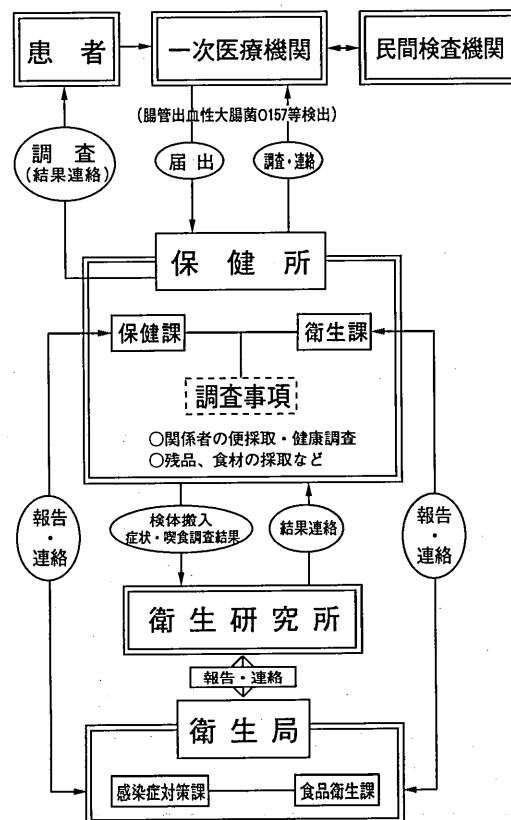 患者
一次医療機関
民間検査機関
(腸管出血性大腸菌O157等検出)
調査
(結果連絡)
届出
調査・連絡
保健所
保健課
衛生課
調査事項
○関係者の便採取・健康調査
○残品、食材の採取など
報告
・
連絡
検体搬入
症状・喫食調査結果
結果連絡
報告
・
連絡
衛生研究所
報告・連絡
衛生局
感染症対策課
食品衛生課